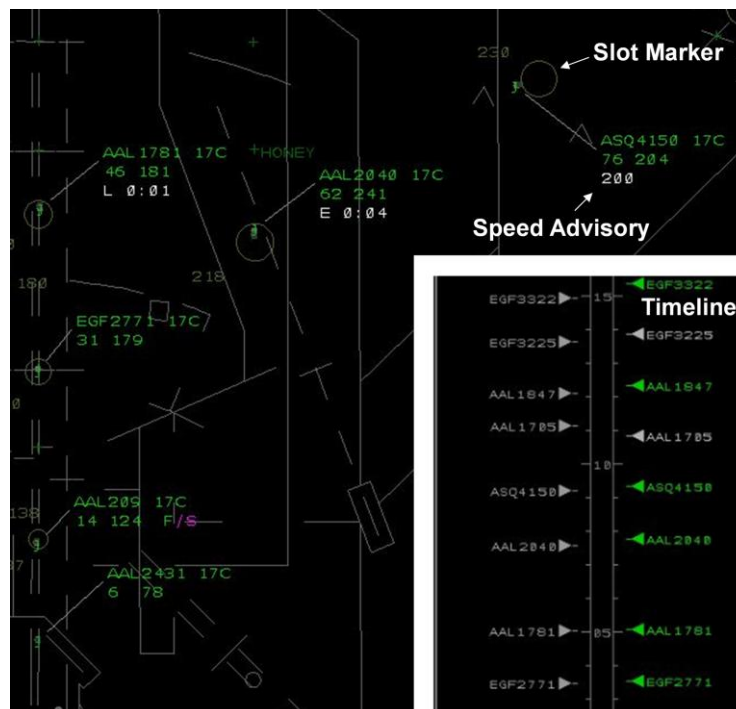 230
Slot Marker
AAL1781 17C
46 181
L 0:01
HONEY
AAL2040 17C
62 241
E 0:04
ASQ4150 17C
76 204
200
Speed Advisory
218
180
EGF2771 17C
31 179
AAL209 17C
14 124 F/S
138
AAL2431 17C
6 78
Timeline
EGF3322
15
EGF3322
EGF3225
EGF3225
AAL1847
AAL1847
AAL1705
AAL1705
10
ASQ4150
ASQ4150
AAL2040
AAL2040
AAL1781
05
AAL1781
EGF2771
EGF2771